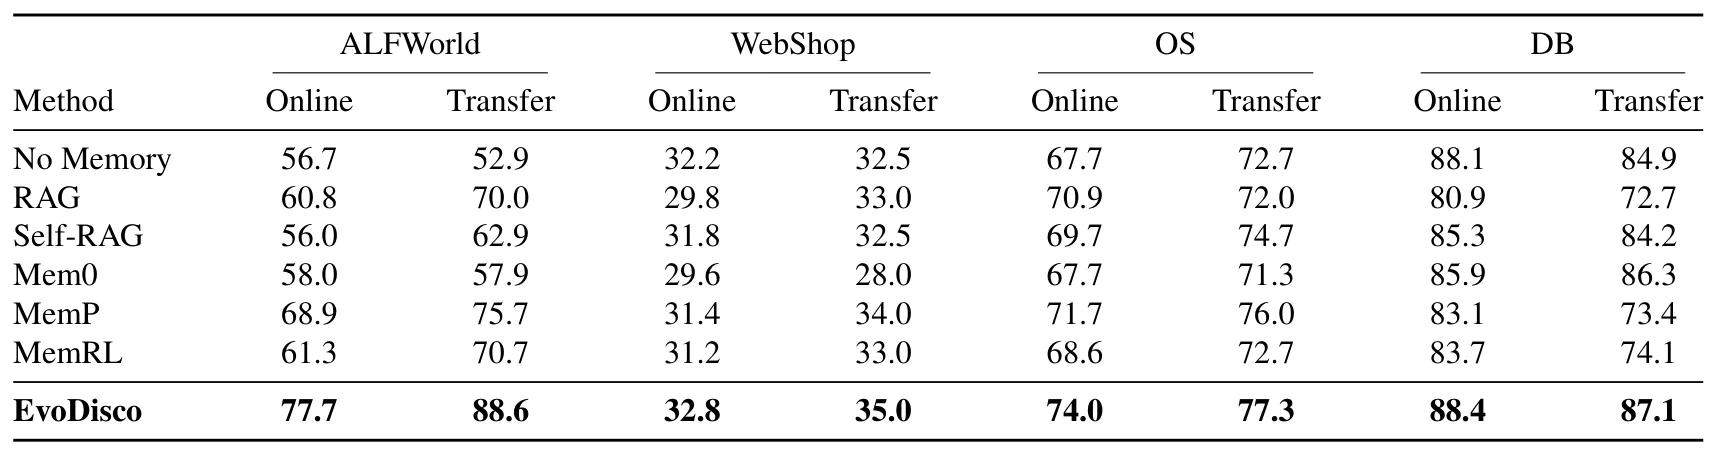 ALFWorld WebShop OS DB
Method Online Transfer Online Transfer Online Transfer Online Transfer
No Memory 56.7 52.9 32.2 32.5 67.7 72.7 88.1 84.9
RAG 60.8 70.0 29.8 33.0 70.9 72.0 80.9 72.7
Self-RAG 56.0 62.9 31.8 32.5 69.7 74.7 85.3 84.2
Mem0 58.0 57.9 29.6 28.0 67.7 71.3 85.9 86.3
MemP 68.9 75.7 31.4 34.0 71.7 76.0 83.1 73.4
MemRL 61.3 70.7 31.2 33.0 68.6 72.7 83.7 74.1
EvoDisco 77.7 88.6 32.8 35.0 74.0 77.3 88.4 87.1